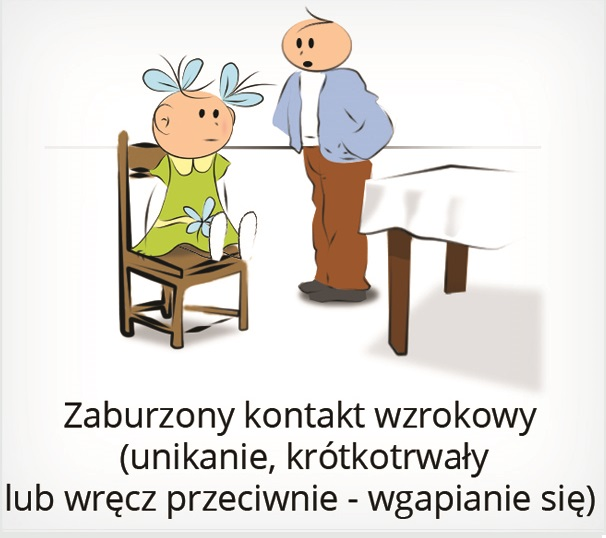 Zaburzony kontakt wzrokowy
(unikanie, krótkotrwały
lub wręcz przeciwnie - wgapianie się)